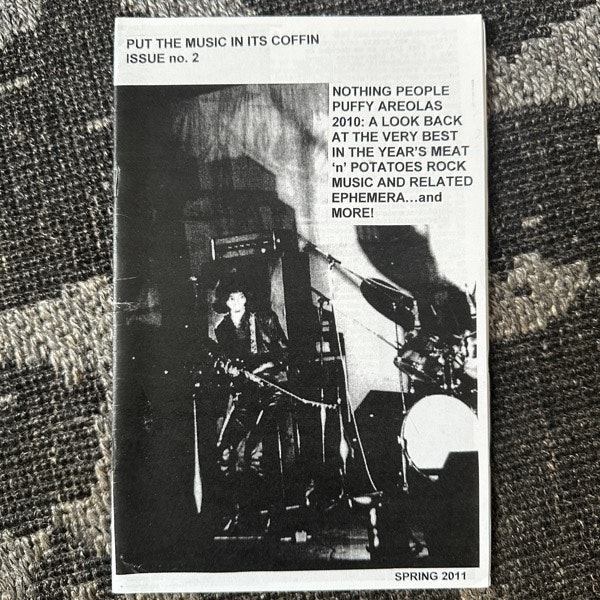 PUT THE MUSIC IN ITS COFFIN
ISSUE no. 2
NOTHING PEOPLE
PUFFY AREOLAS
2010: A LOOK BACK
AT THE VERY BEST
IN THE YEAR'S MEAT
‘n’ POTATOES ROCK
MUSIC AND RELATED
EPHEMERA...and
MORE!
SPRING 2011